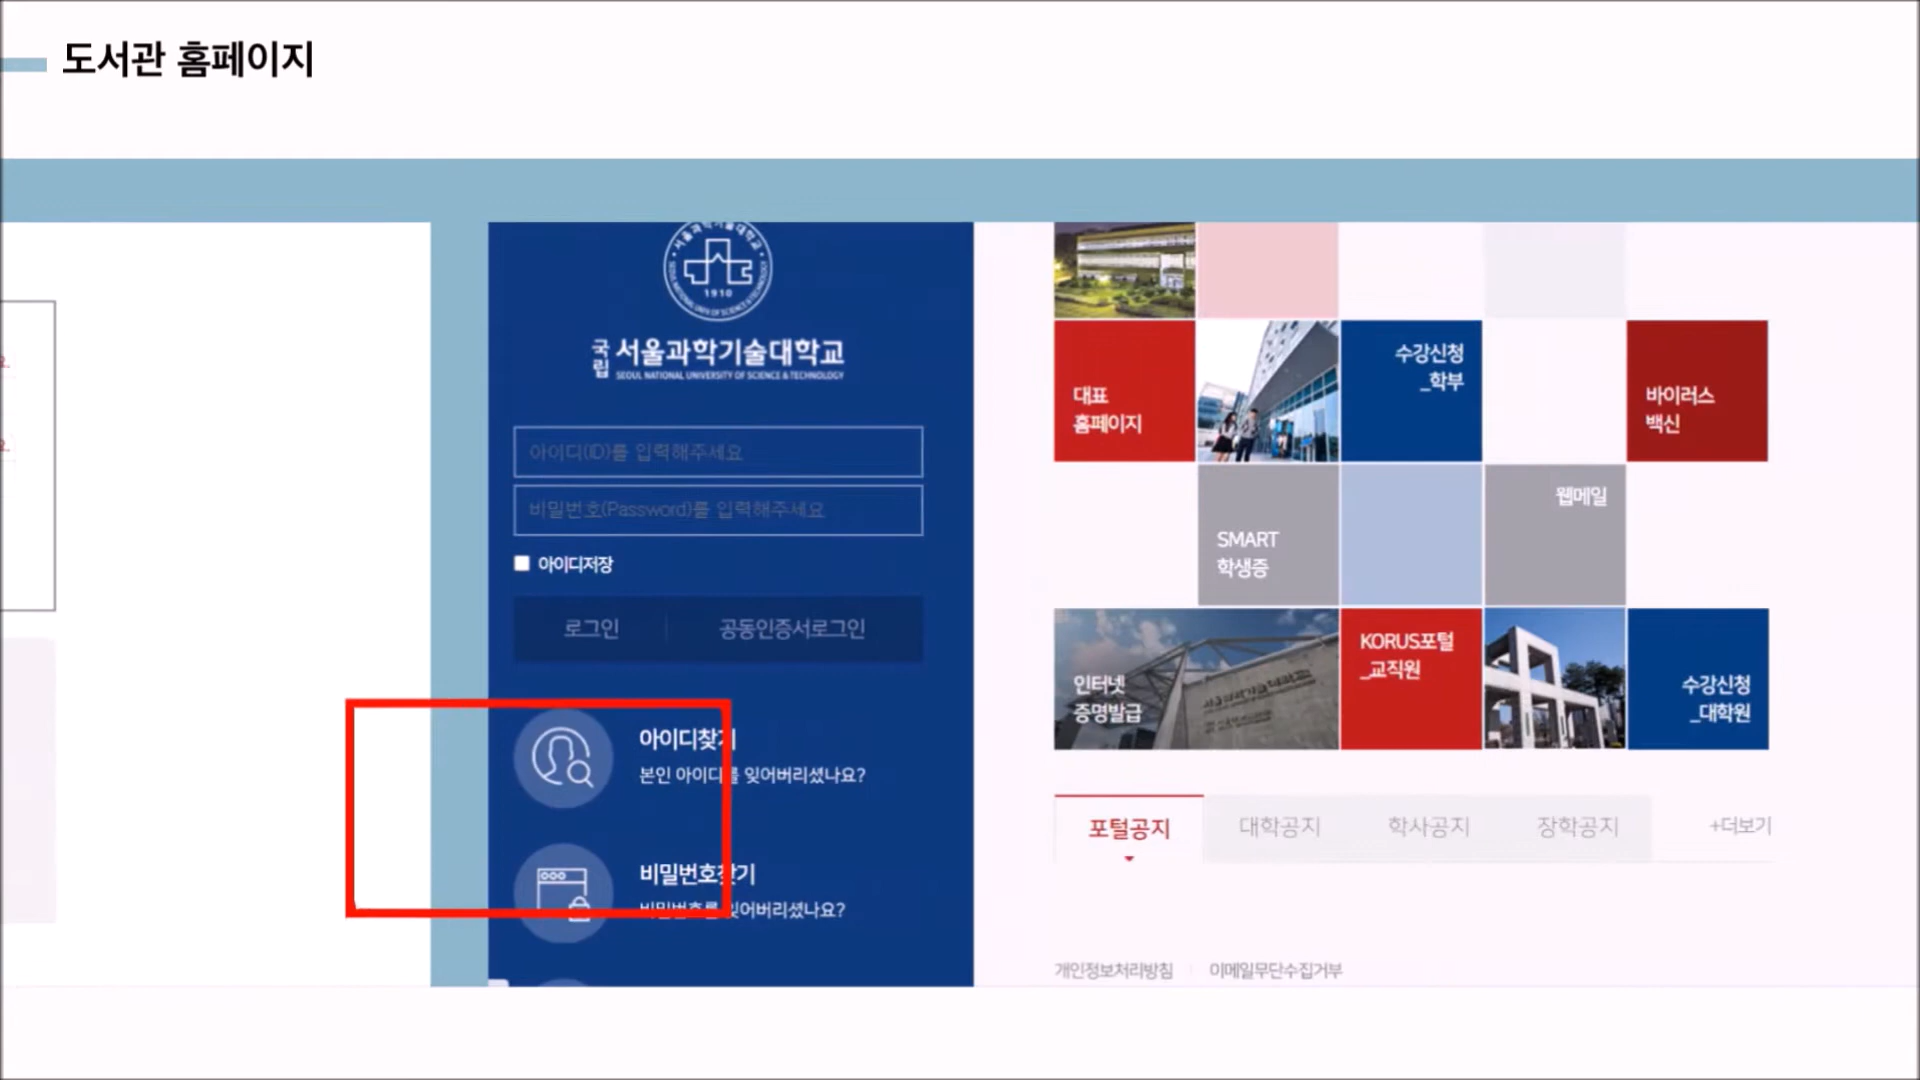 도서관 홈페이지
1910
국립 서울과학기술대학교
SEOUL NATIONAL UNIVERSITY OF SCIENCE & TECHNOLOGY
아이디(ID)를 입력해주세요
비밀번호(Password)를 입력해주세요
아이디저장
로그인
공동인증서로그인
아이디찾기
본인 아이디를 잊어버리셨나요?
비밀번호찾기
비밀번호를 잊어버리셨나요?
대표
홈페이지
수강신청
_학부
바이러스
백신
SMART
학생증
웹메일
인터넷
증명발급
KORUS포털
_교직원
수강신청
_대학원
포털공지
대학공지
학사공지
장학공지
+더보기
개인정보처리방침
이메일무단수집거부